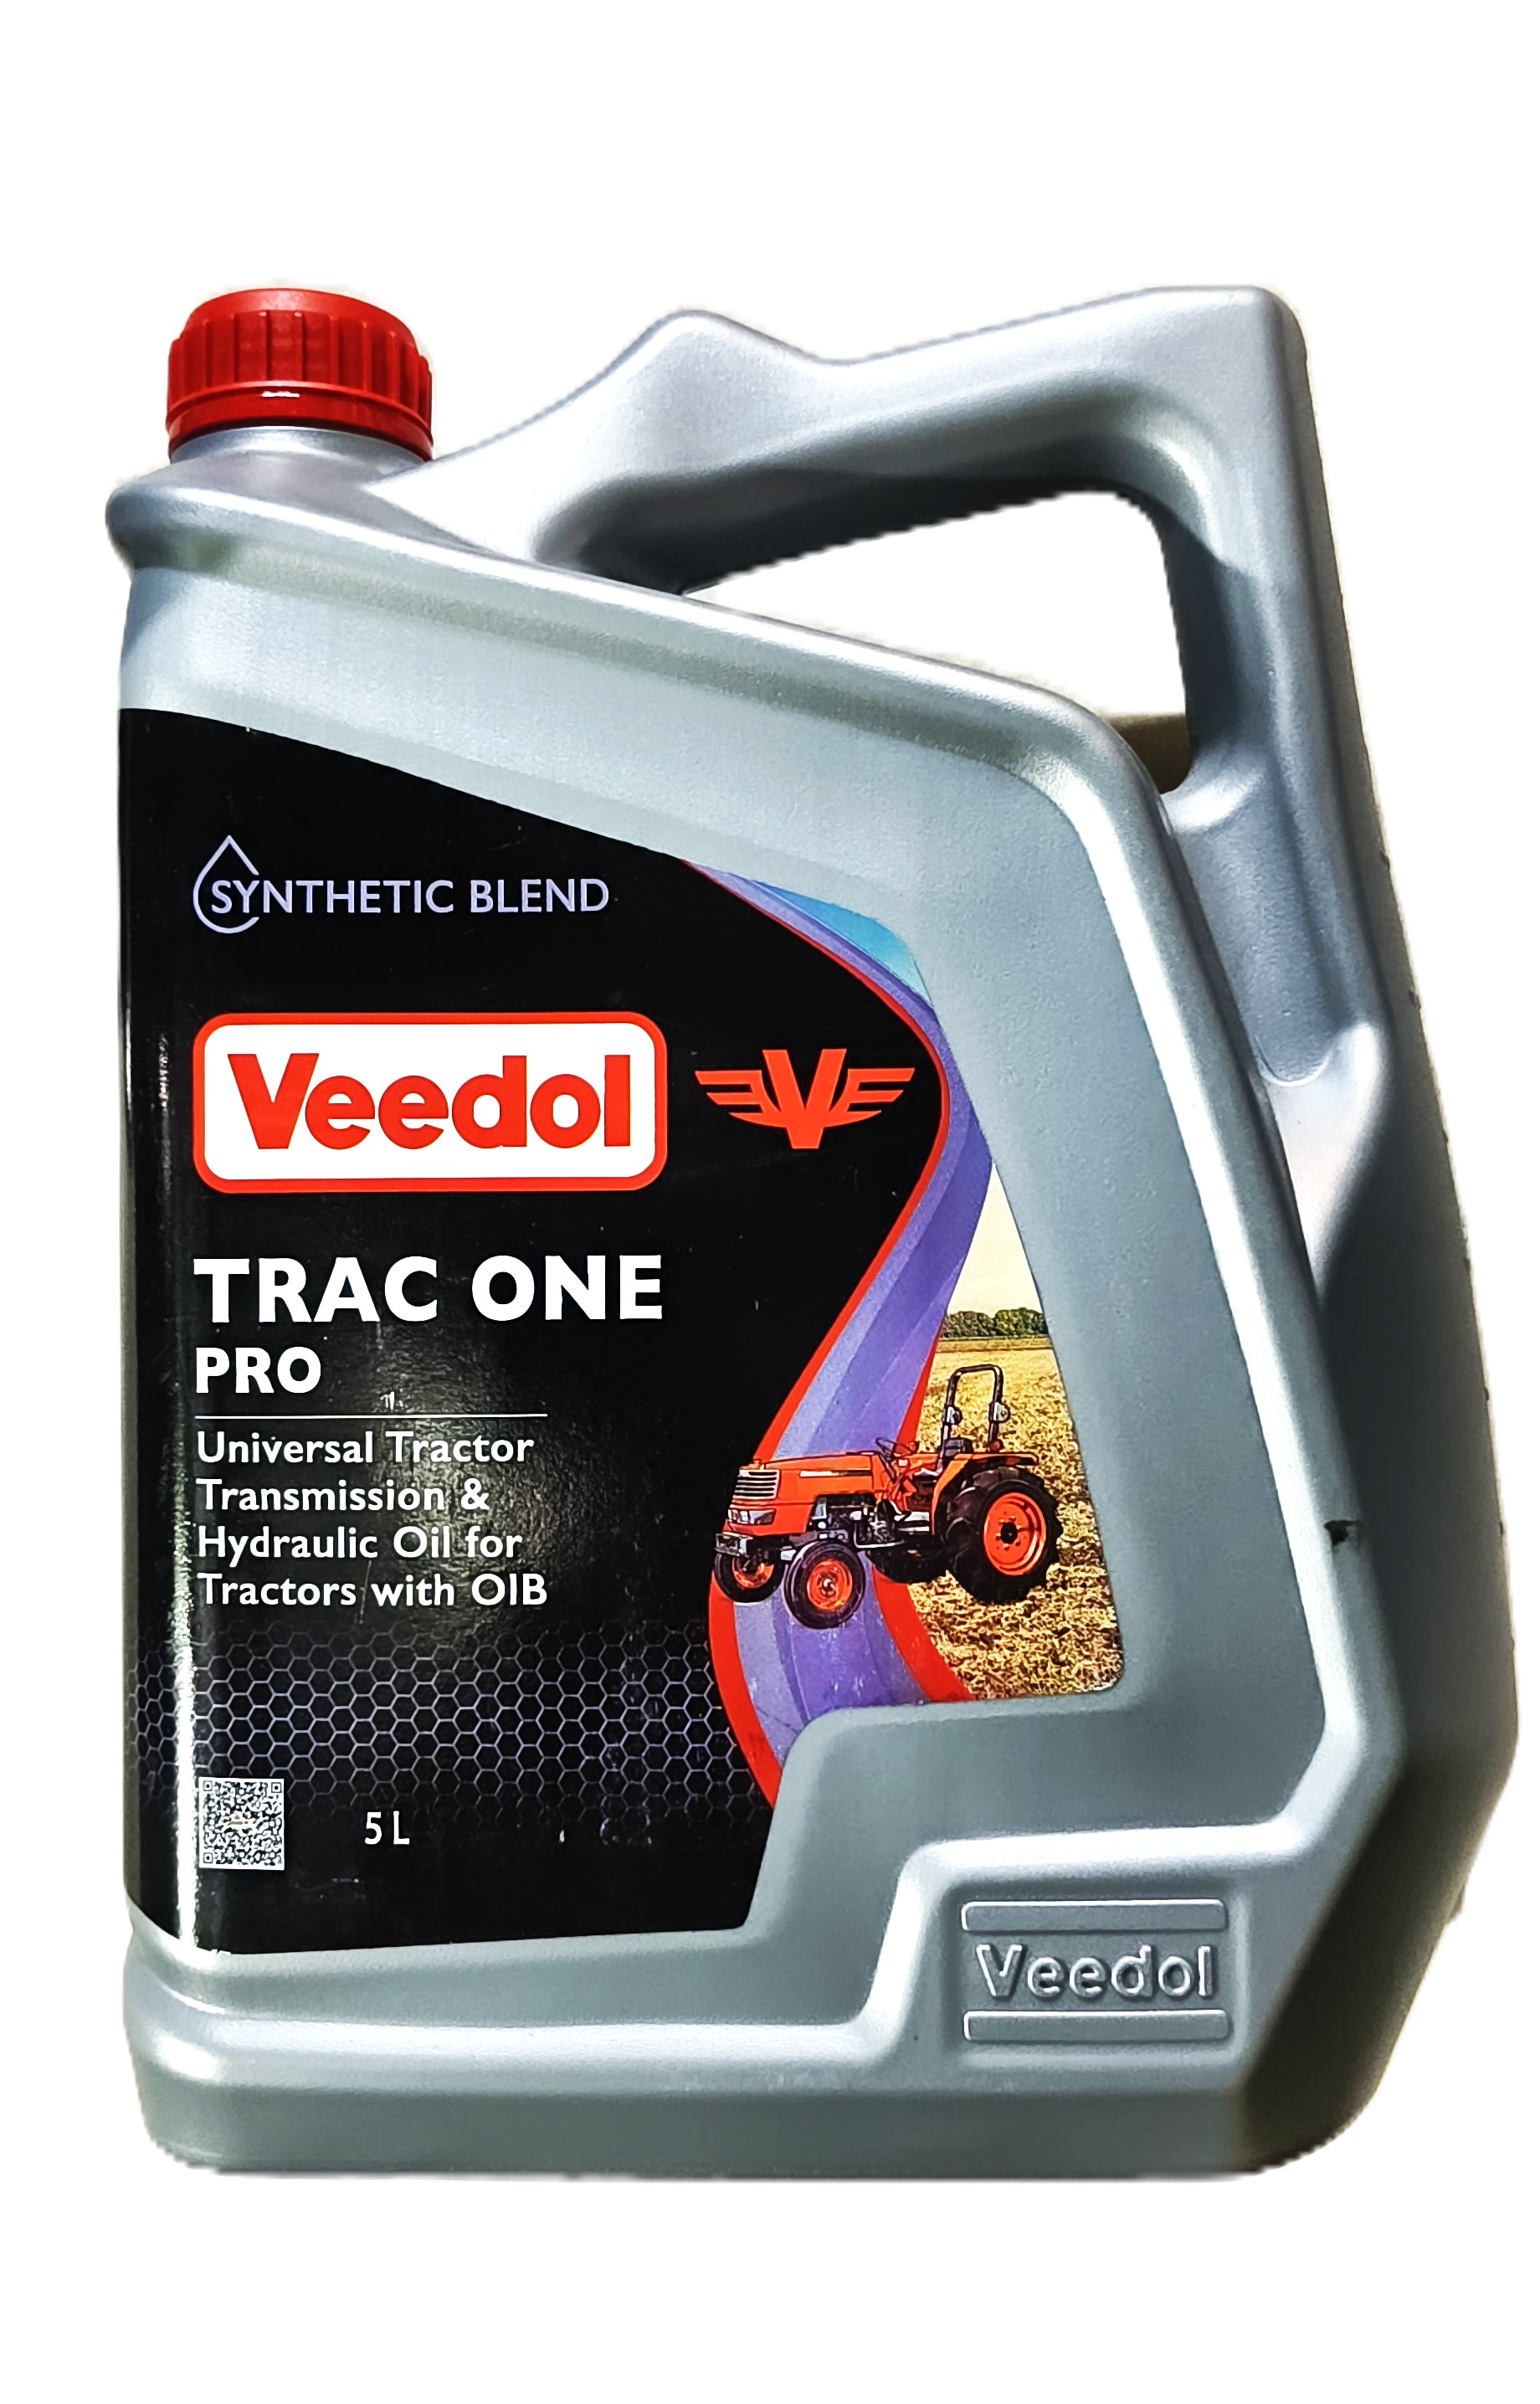 SYNTHETIC BLEND
Veedol
TRAC ONE
PRO
Universal Tractor
Transmission &
Hydraulic Oil for
Tractors with OIB
5 L
Veedol